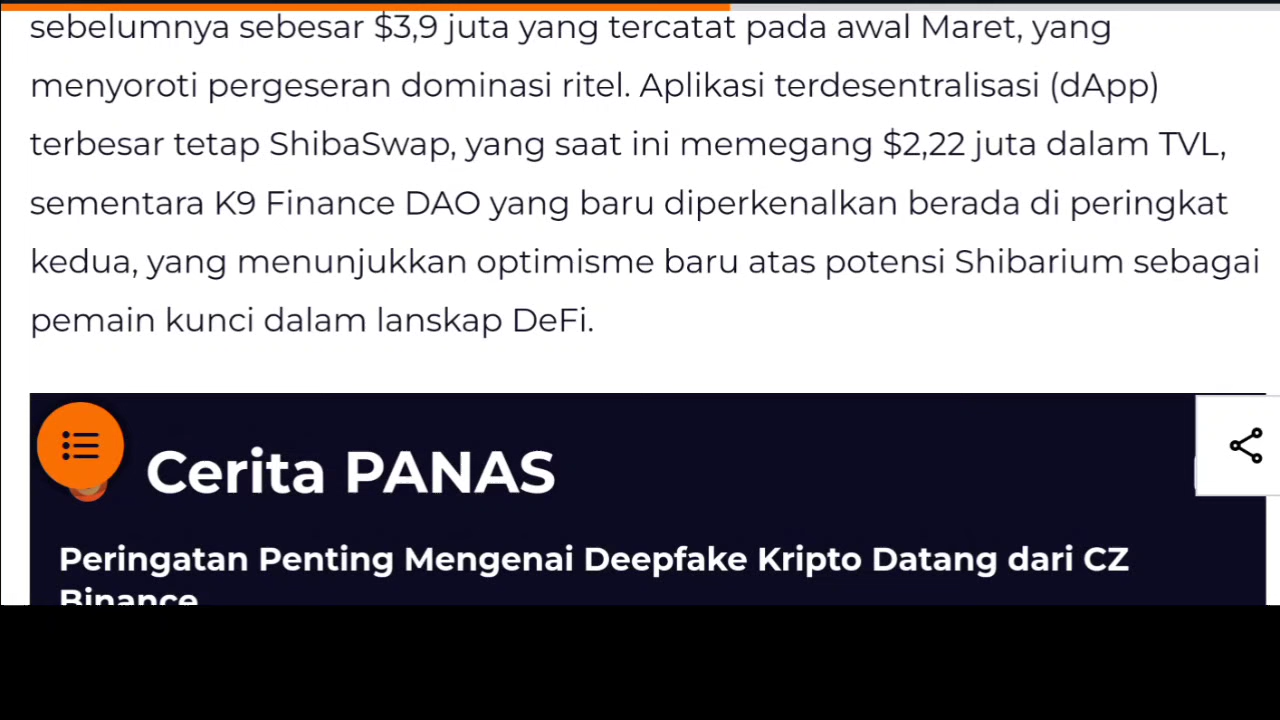 sebelumnya sebesar $3,9 juta yang tercatat pada awal Maret, yang
menyoroti pergeseran dominasi ritel. Aplikasi terdesentralisasi (dApp)
terbesar tetap ShibaSwap, yang saat ini memegang $2,22 juta dalam TVL,
sementara K9 Finance DAO yang baru diperkenalkan berada di peringkat
kedua, yang menunjukkan optimisme baru atas potensi Shibarium sebagai
pemain kunci dalam lanskap DeFi.
Cerita PANAS
Peringatan Penting Mengenai Deepfake Kripto Datang dari CZ
Binance